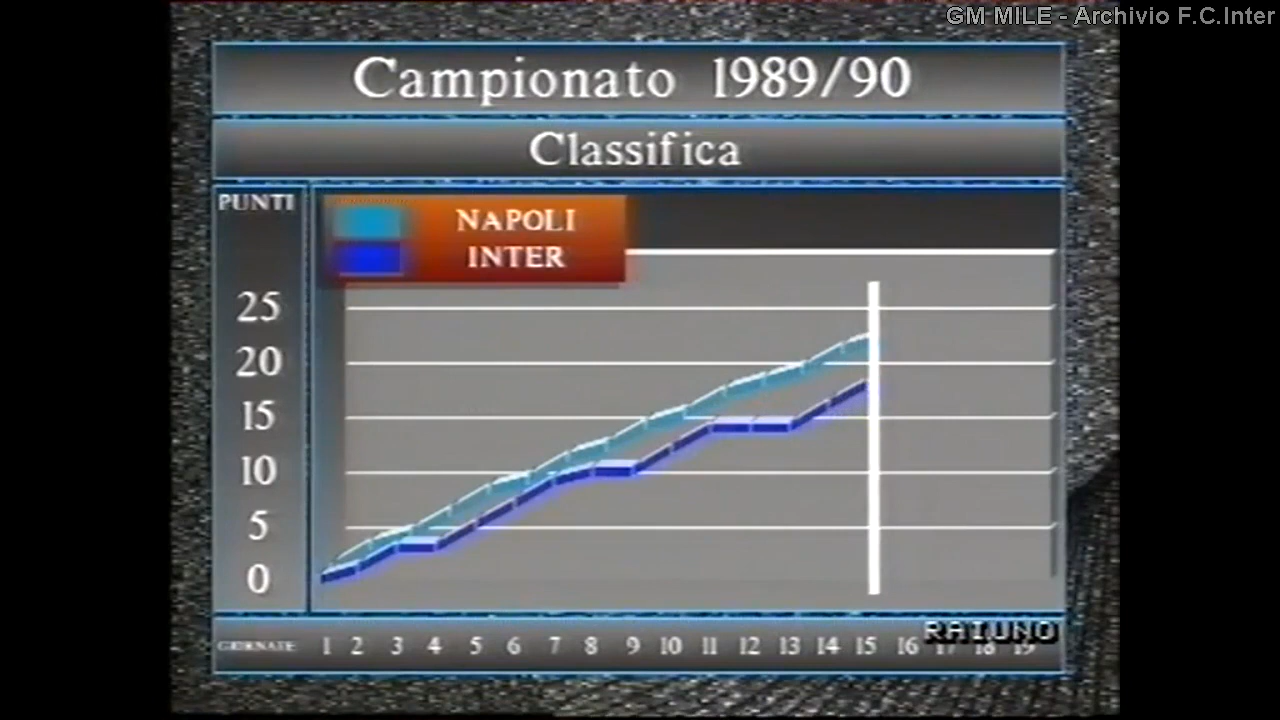 GM MILE - Archivio F.C.Inter
Campionato 1989/90
Classifica
PUNTI
NAPOLI
INTER
25
20
15
10
5
0
RAIUNO
GIORNATE 1 2 3 4 5 6 7 8 9 10 11 12 13 14 15 16 17 18 19